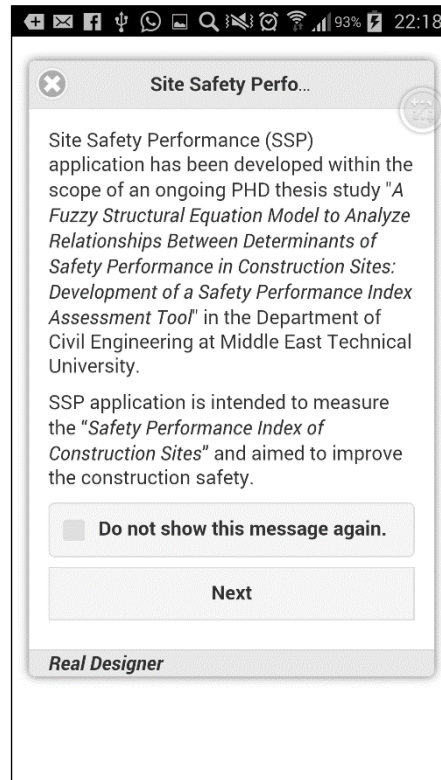 93% 22:18
Site Safety Perfo...
Site Safety Performance (SSP)
application has been developed within the
scope of an ongoing PHD thesis study "A
Fuzzy Structural Equation Model to Analyze
Relationships Between Determinants of
Safety Performance in Construction Sites:
Development of a Safety Performance Index
Assessment Tool" in the Department of
Civil Engineering at Middle East Technical
University.
SSP application is intended to measure
the “Safety Performance Index of
Construction Sites” and aimed to improve
the construction safety.
Do not show this message again.
Next
Real Designer